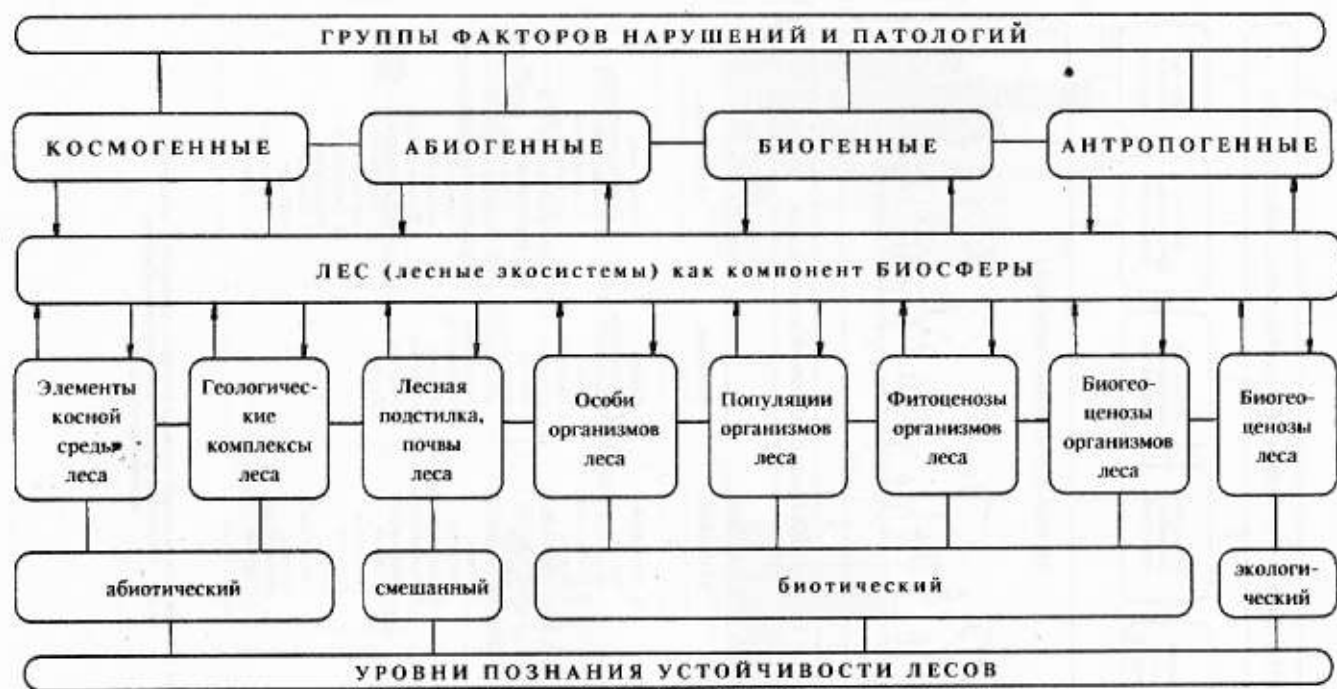 ГРУППЫ ФАКТОРОВ НАРУШЕНИЙ И ПАТОЛОГИЙ
КОСМОГЕННЫЕ
АБИОГЕННЫЕ
БИОГЕННЫЕ
АНТРОПОГЕННЫЕ
ЛЕС (лесные экосистемы) как компонент БИОСФЕРЫ
Элементы
косной
среды
леса
Геологичес-
кие
комплексы
леса
Лесная
подстилка,
почвы
леса
Особи
организмов
леса
Популяции
организмов
леса
Фитоценозы
организмов
леса
Биогео-
ценозы
организмов
леса
Биогео-
ценозы
леса
абиотический
смешанный
биотический
экологи-
ческий
УРОВНИ ПОЗНАНИЯ УСТОЙЧИВОСТИ ЛЕСОВ